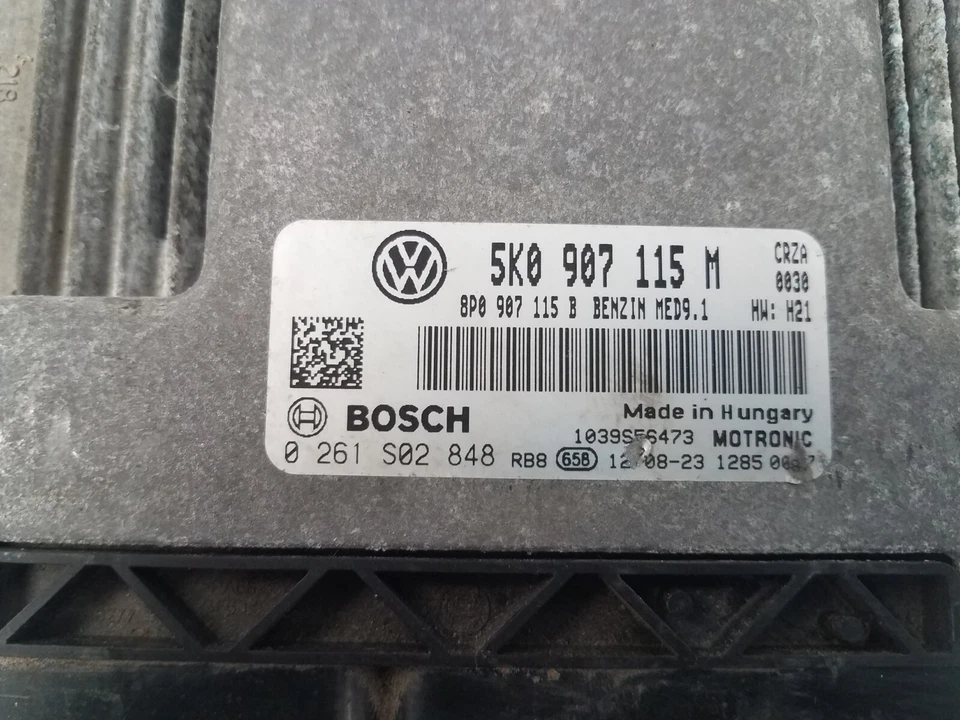 5K0 907 115 M
CRZA
0030
8P0 907 115 B BENZIN MED9.1
HW: H21
BOSCH
Made in Hungary
MOTRONIC
0 261 S02 848
RB8 658 1285